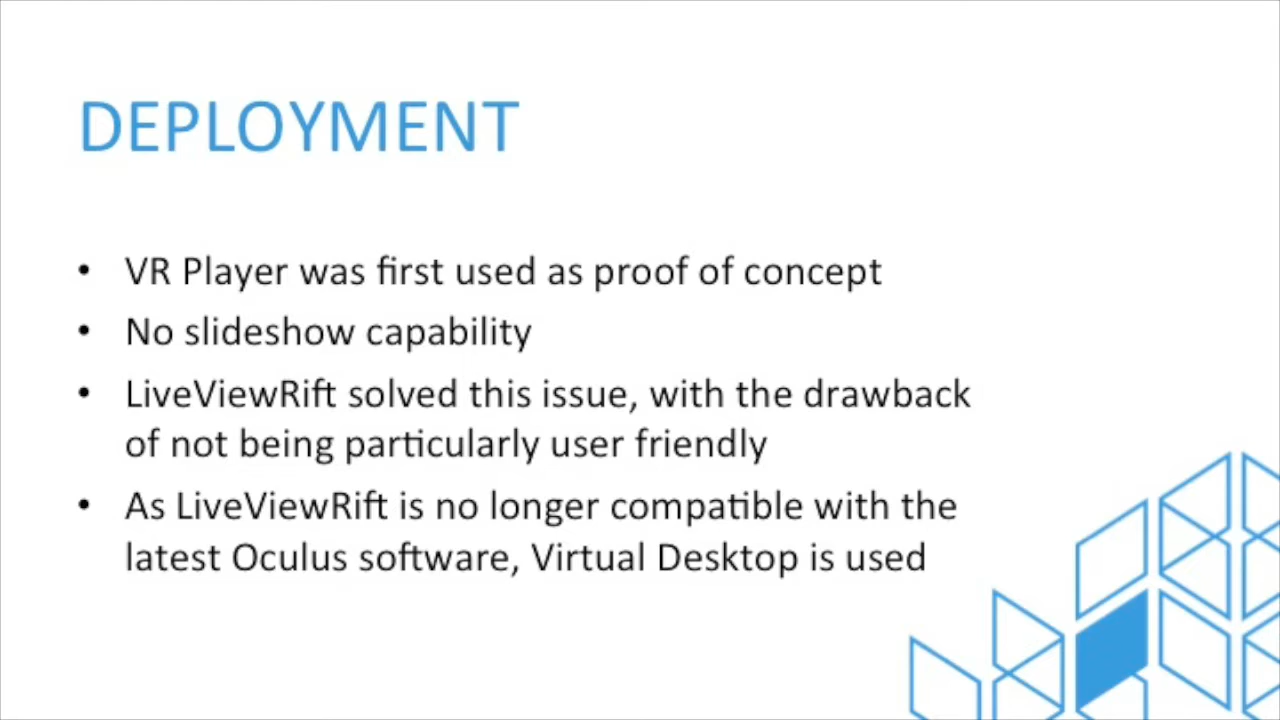 DEPLOYMENT
• VR Player was first used as proof of concept
• No slideshow capability
• LiveViewRift solved this issue, with the drawback
of not being particularly user friendly
• As LiveViewRift is no longer compatible with the
latest Oculus software, Virtual Desktop is used